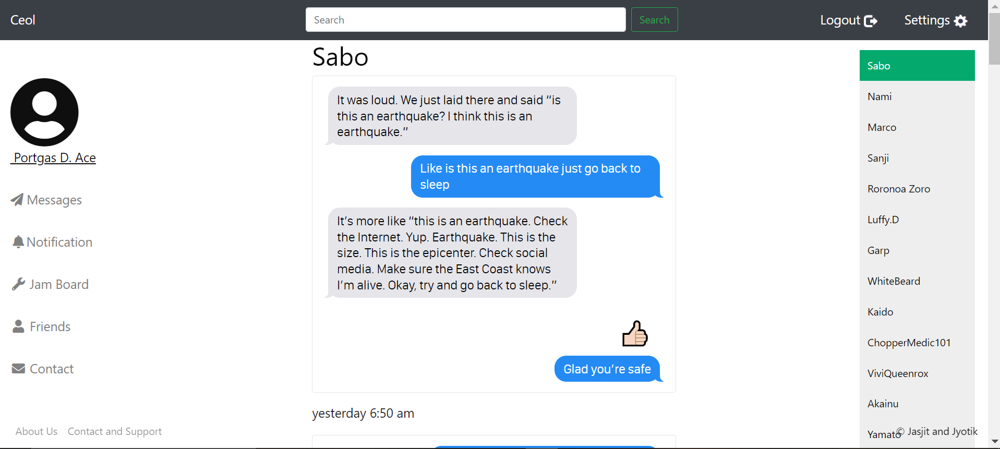 Ceol
Search
Search
Logout
Settings
Portgas D. Ace
Messages
Notification
Jam Board
Friends
Contact
About Us Contact and Support
Sabo
It was loud. We just laid there and said “is
this an earthquake? I think this is an
earthquake.”
Like is this an earthquake just go back to
sleep
It’s more like “this is an earthquake. Check
the Internet. Yup. Earthquake. This is the
size. This is the epicenter. Check social
media. Make sure the East Coast knows
I’m alive. Okay, try and go back to sleep.”
Glad you’re safe
yesterday 6:50 am
Sabo
Nami
Marco
Sanji
Roronoa Zoro
Luffy.D
Garp
WhiteBeard
Kaido
ChopperMedic101
ViviQueenrox
Akainu
Yamato
© Jasjit and Jyotik